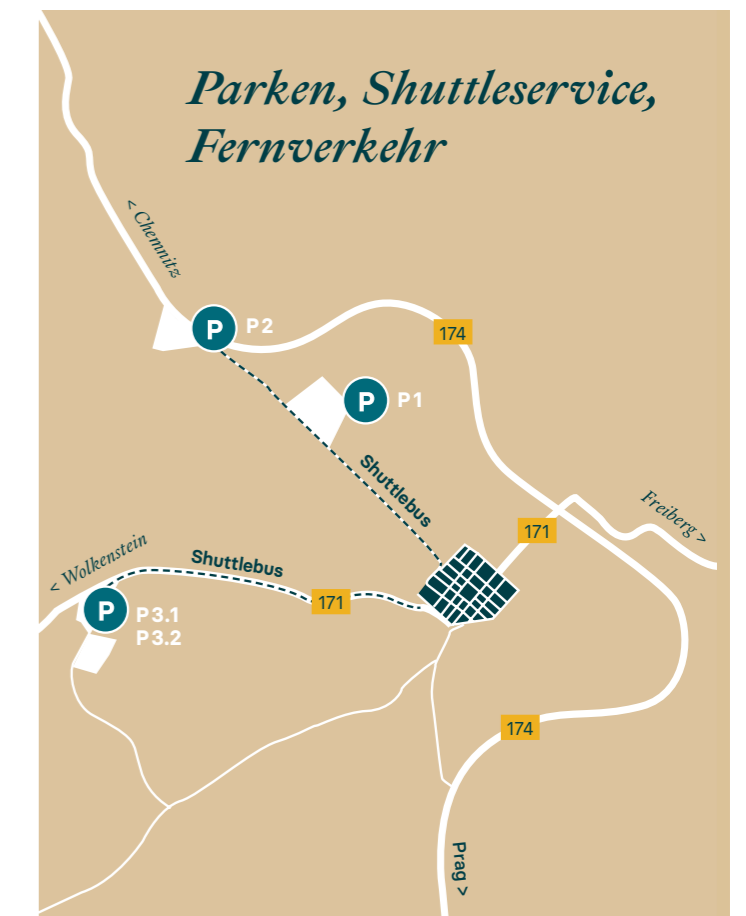 Parken, Shuttleservice,
Fernverkehr
< Chemnitz
P
P2
174
P
P1
Shuttlebus
Freiberg >
171
< Wolkenstein
Shuttlebus
171
P
P3.1
P3.2
174
Prag >